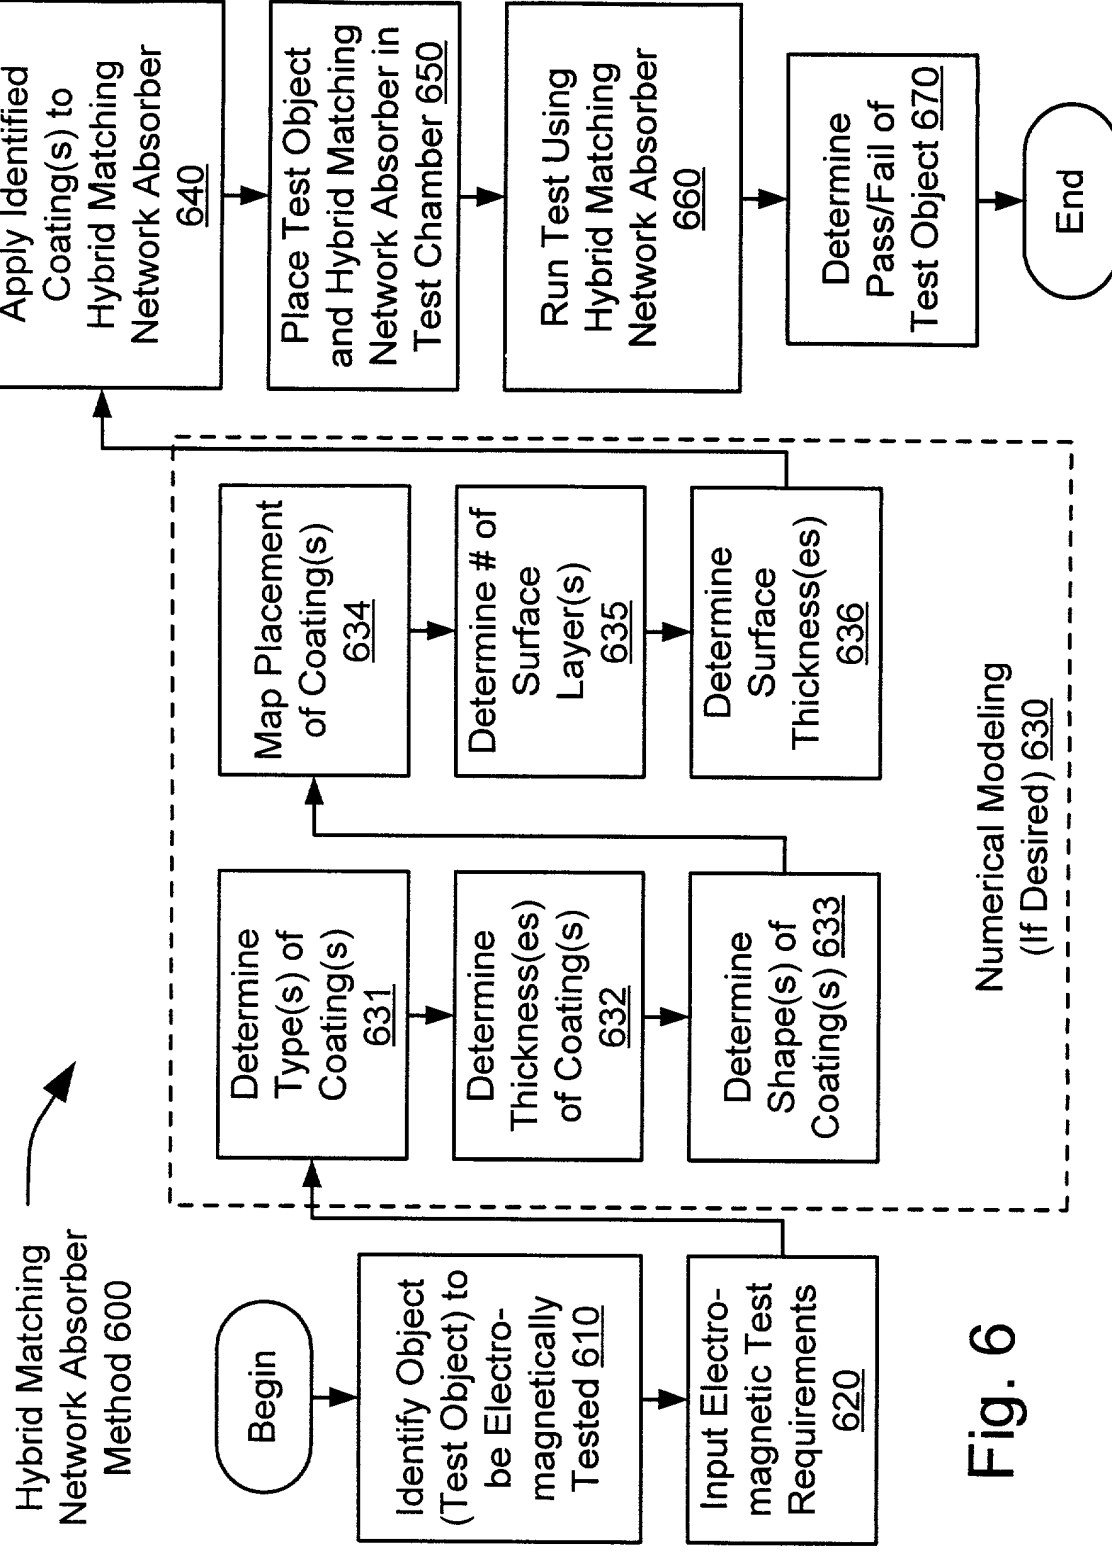 Hybrid Matching
Network Absorber
Method 600
Begin
Identify Object
(Test Object) to
be Electro-
magnetically
Tested 610
Input Electro-
magnetic Test
Requirements
620
Determine
Type(s) of
Coating(s)
631
Determine
Thickness(es)
of Coating(s)
632
Determine
Shape(s) of
Coating(s) 633
Map Placement
of Coating(s)
634
Determine # of
Surface
Layer(s)
635
Determine
Surface
Thickness(es)
636
Numerical Modeling
(If Desired) 630
Apply Identified
Coating(s) to
Hybrid Matching
Network Absorber
640
Place Test Object
and Hybrid Matching
Network Absorber in
Test Chamber 650
Run Test Using
Hybrid Matching
Network Absorber
660
Determine
Pass/Fail of
Test Object 670
End
Fig. 6